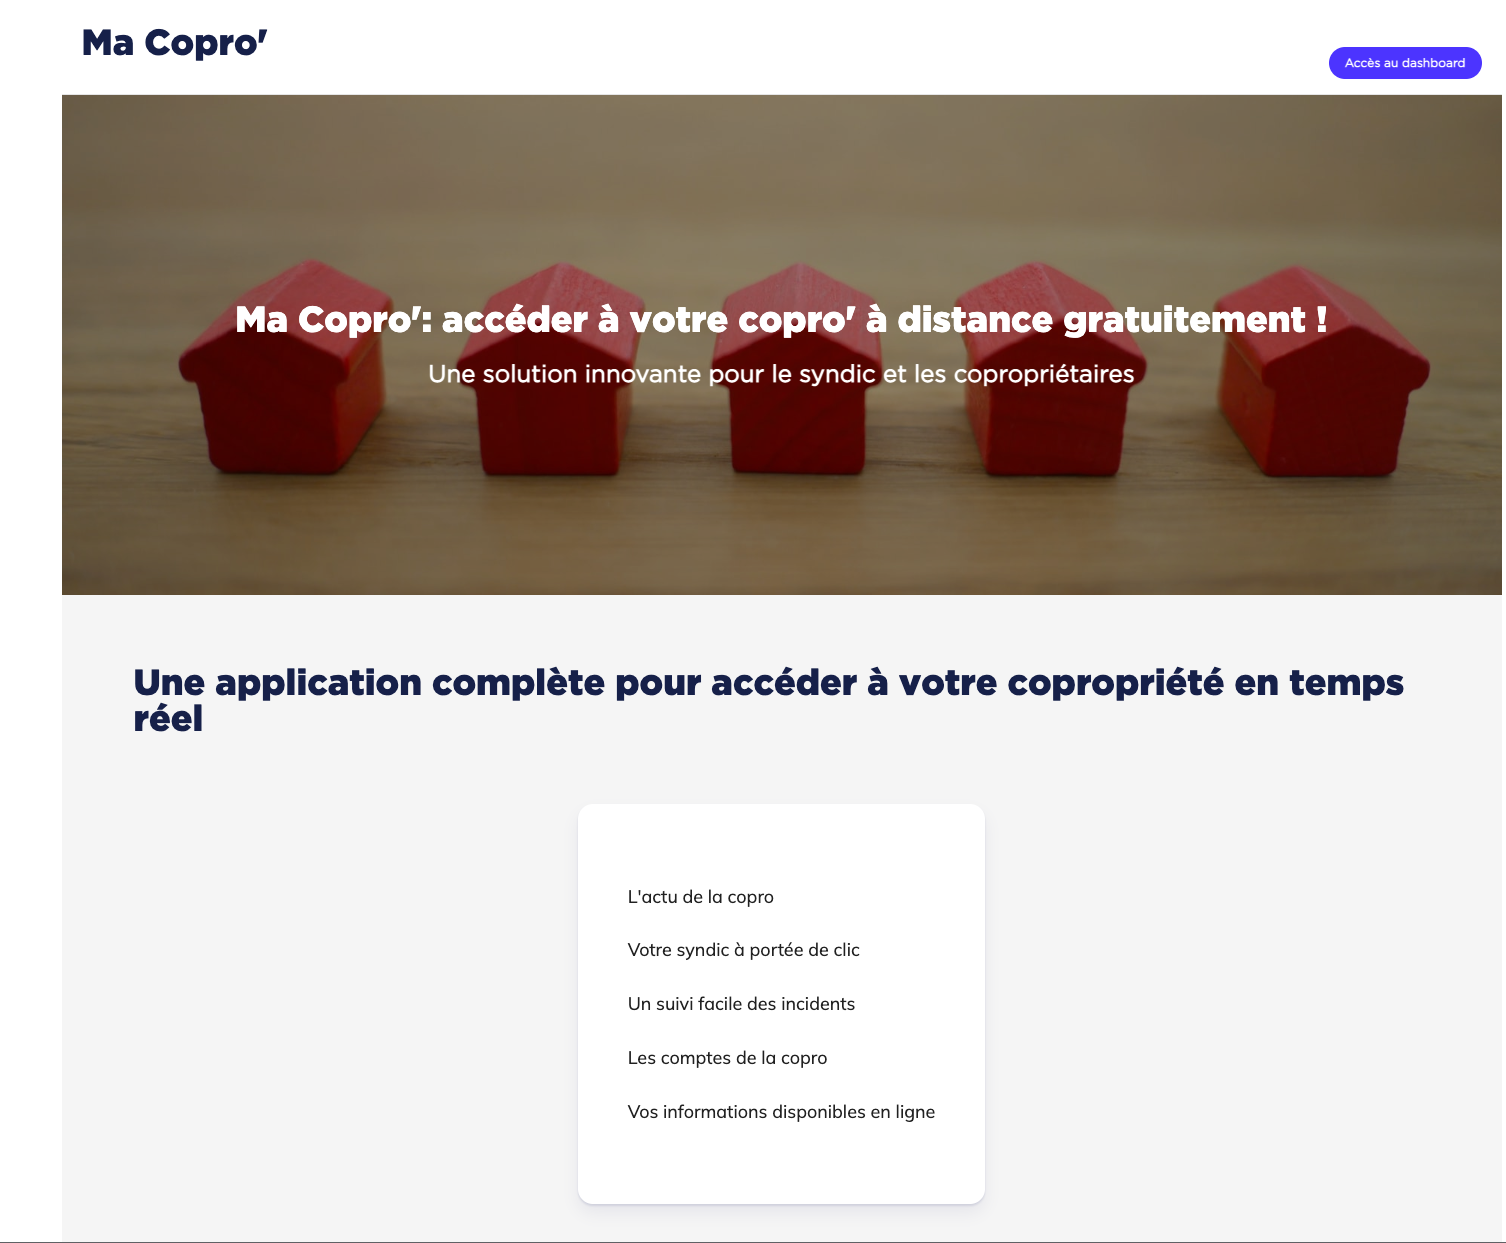 Ma Copro'
Accès au dashboard
Ma Copro': accéder à votre copro' à distance gratuitement !
Une solution innovante pour le syndic et les copropriétaires
Une application complète pour accéder à votre copropriété en temps
réel
L'actu de la copro
Votre syndic à portée de clic
Un suivi facile des incidents
Les comptes de la copro
Vos informations disponibles en ligne